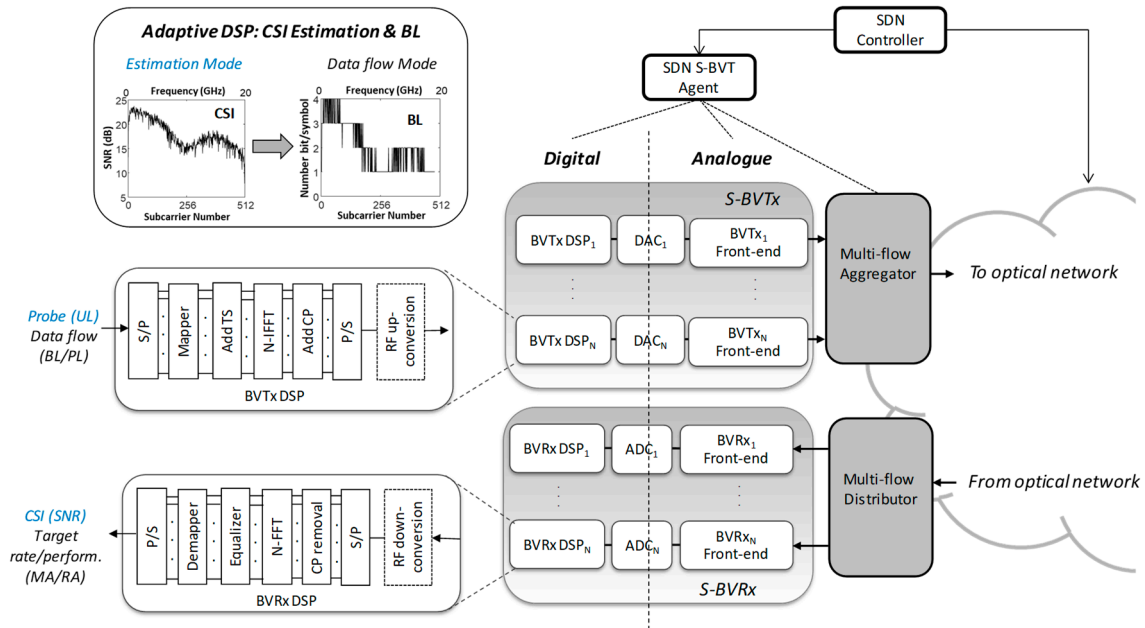 Adaptive DSP: CSI Estimation & BL
Estimation Mode
Data flow Mode
0 Frequency (GHz) 20
25
20
15
10
5
SNR (dB)
CSI
0 256 512
Subcarrier Number
0 Frequency (GHz) 20
4
3
2
1
Number bit/symbol
BL
0 256 512
Subcarrier Number
SDN
Controller
SDN S-BVT
Agent
Digital
Analogue
S-BVTx
BVTx DSP1
DAC1
BVTx1
Front-end
BVTx DSPN
DACN
BVTxN
Front-end
Multi-flow
Aggregator
To optical network
Probe (UL)
Data flow
(BL/PL)
S/P
Mapper
Add TS
N-IFFT
Add CP
P/S
RF up-
conversion
BVTx DSP
BVRx DSP1
ADC1
BVRx1
Front-end
BVRx DSPN
ADCN
BVRxN
Front-end
S-BVRx
Multi-flow
Distributor
From optical network
CSI (SNR)
Target
rate/perform.
(MA/RA)
P/S
Demapper
Equalizer
N-FFT
CP removal
S/P
RF down-
conversion
BVRx DSP